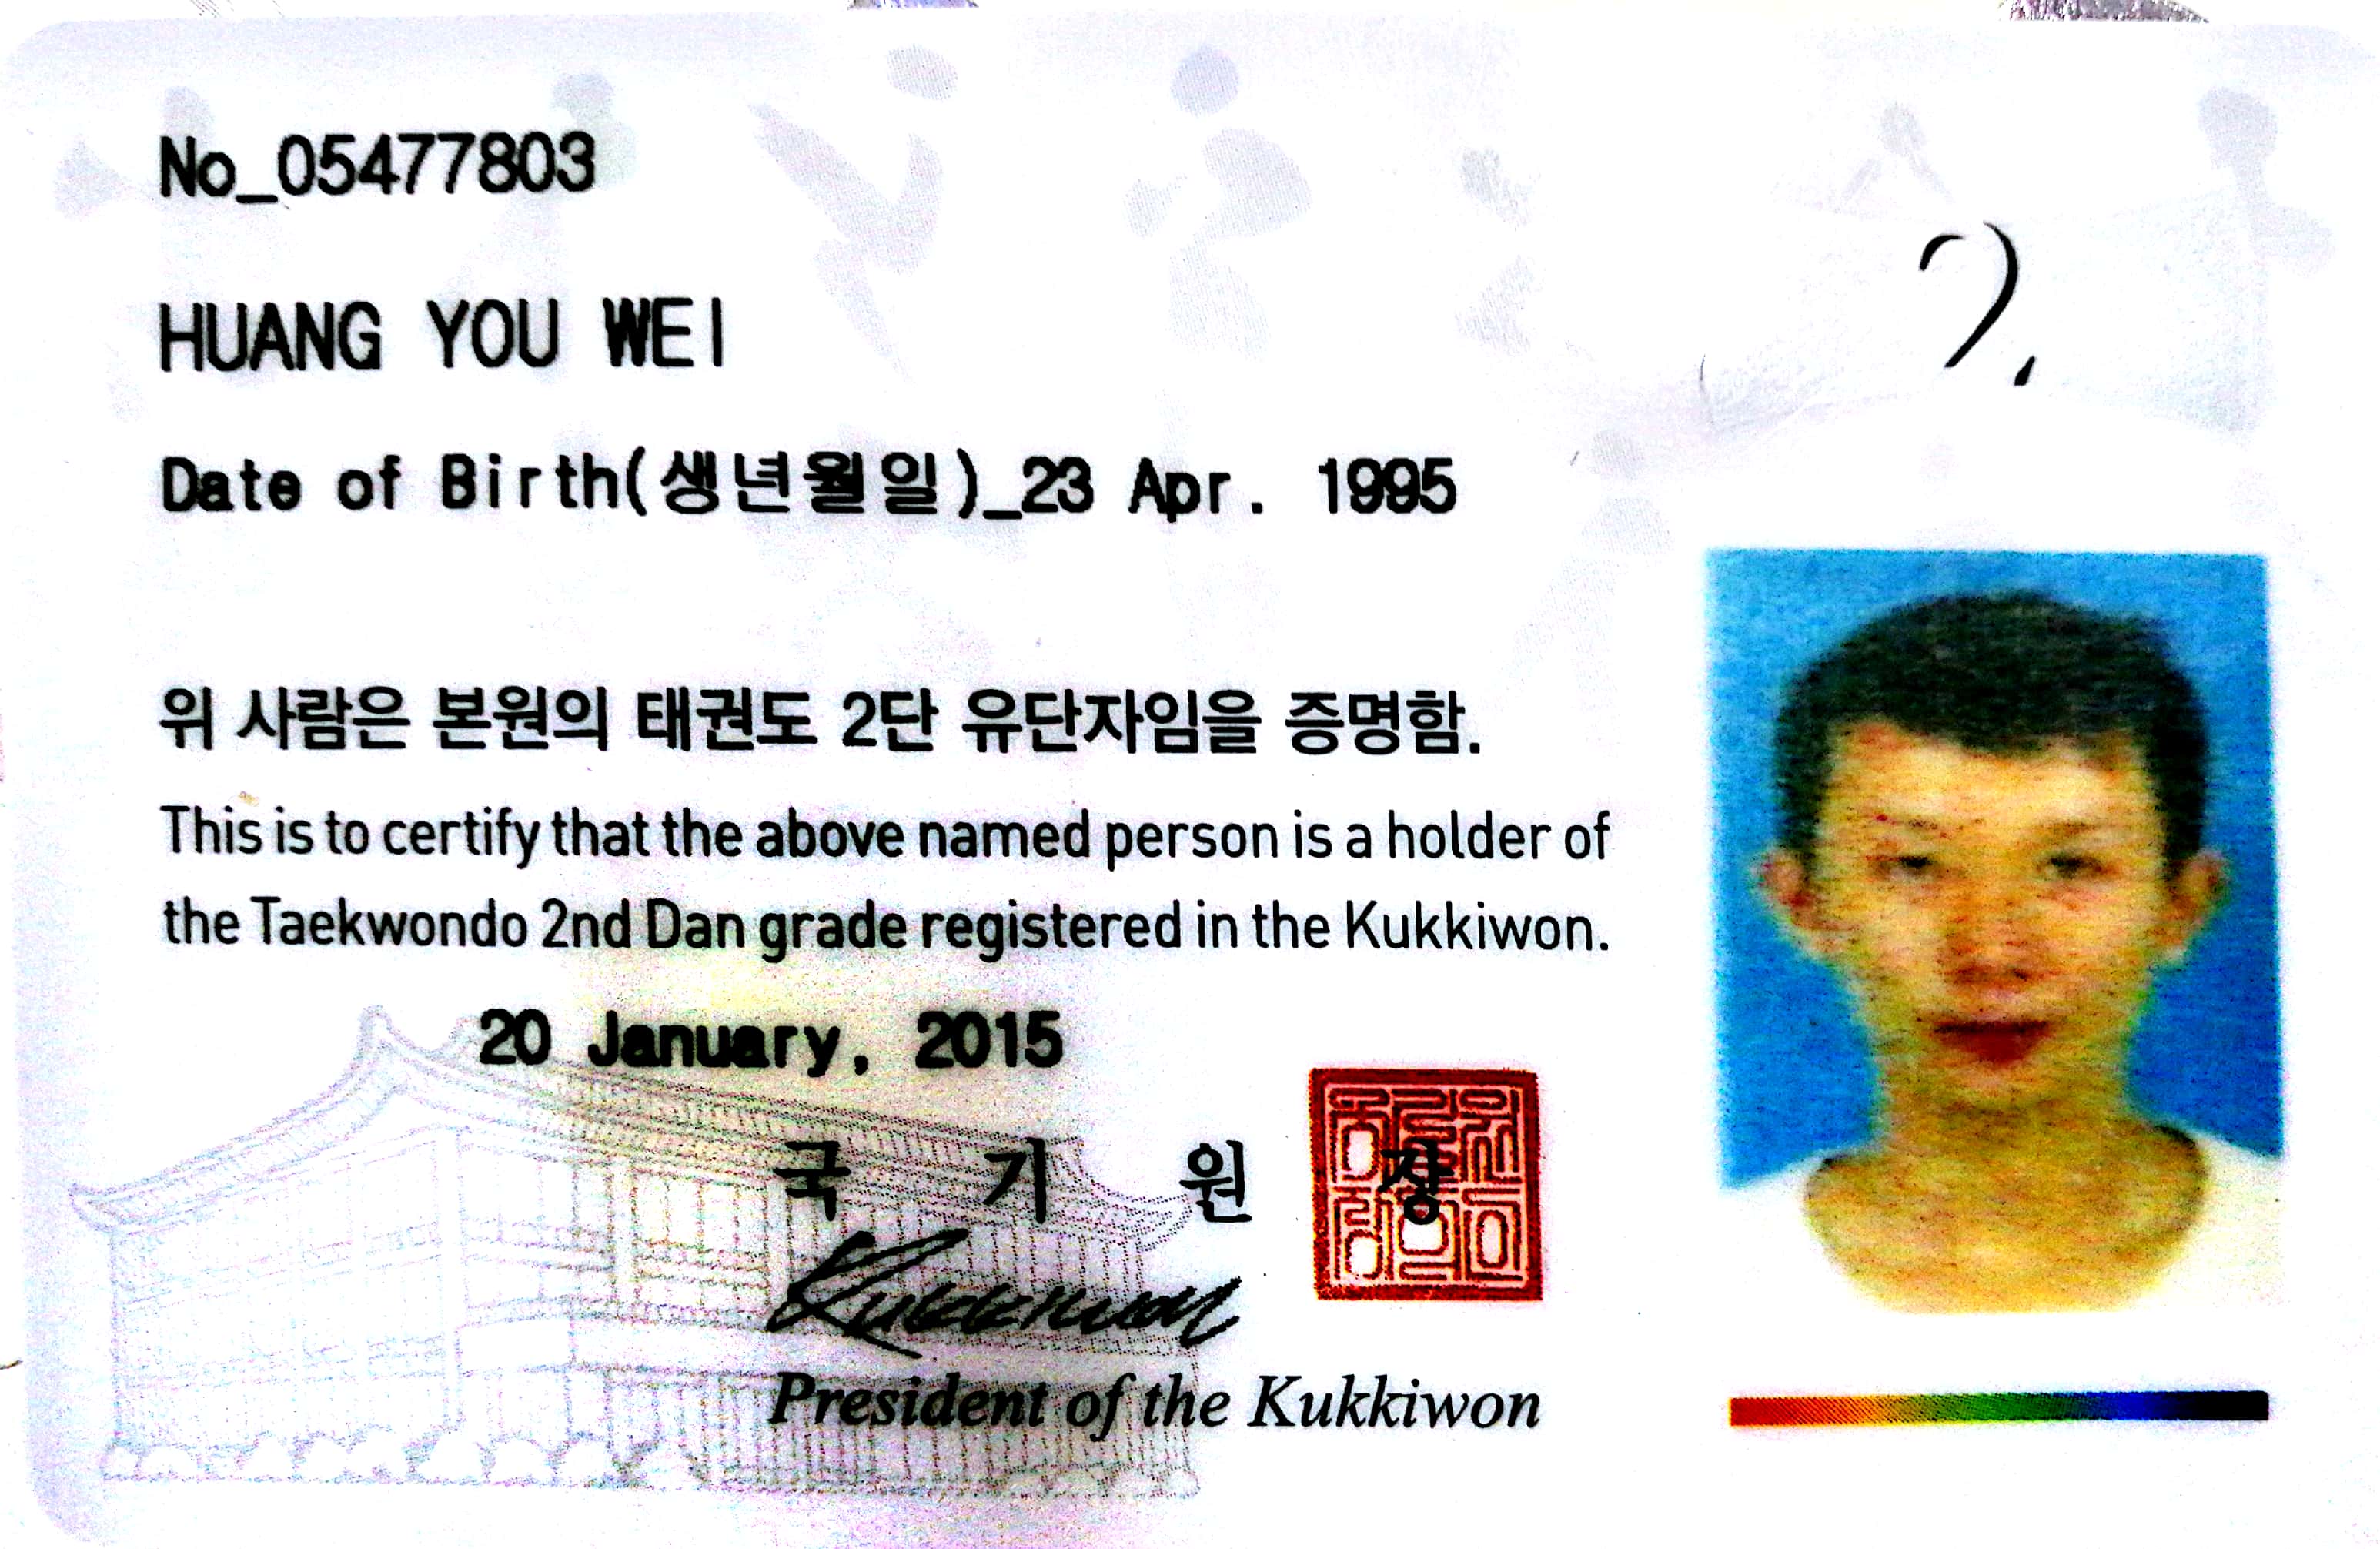 No_05477803
HUANG YOU WEI
Date of Birth(생년월일)_23 Apr. 1995
위 사람은 본원의 태권도 2단 유단자임을 증명함.
This is to certify that the above named person is a holder of
the Taekwondo 2nd Dan grade registered in the Kukkiwon.
20 January, 2015
국 기 원 장
Kukkiwon
President of the Kukkiwon